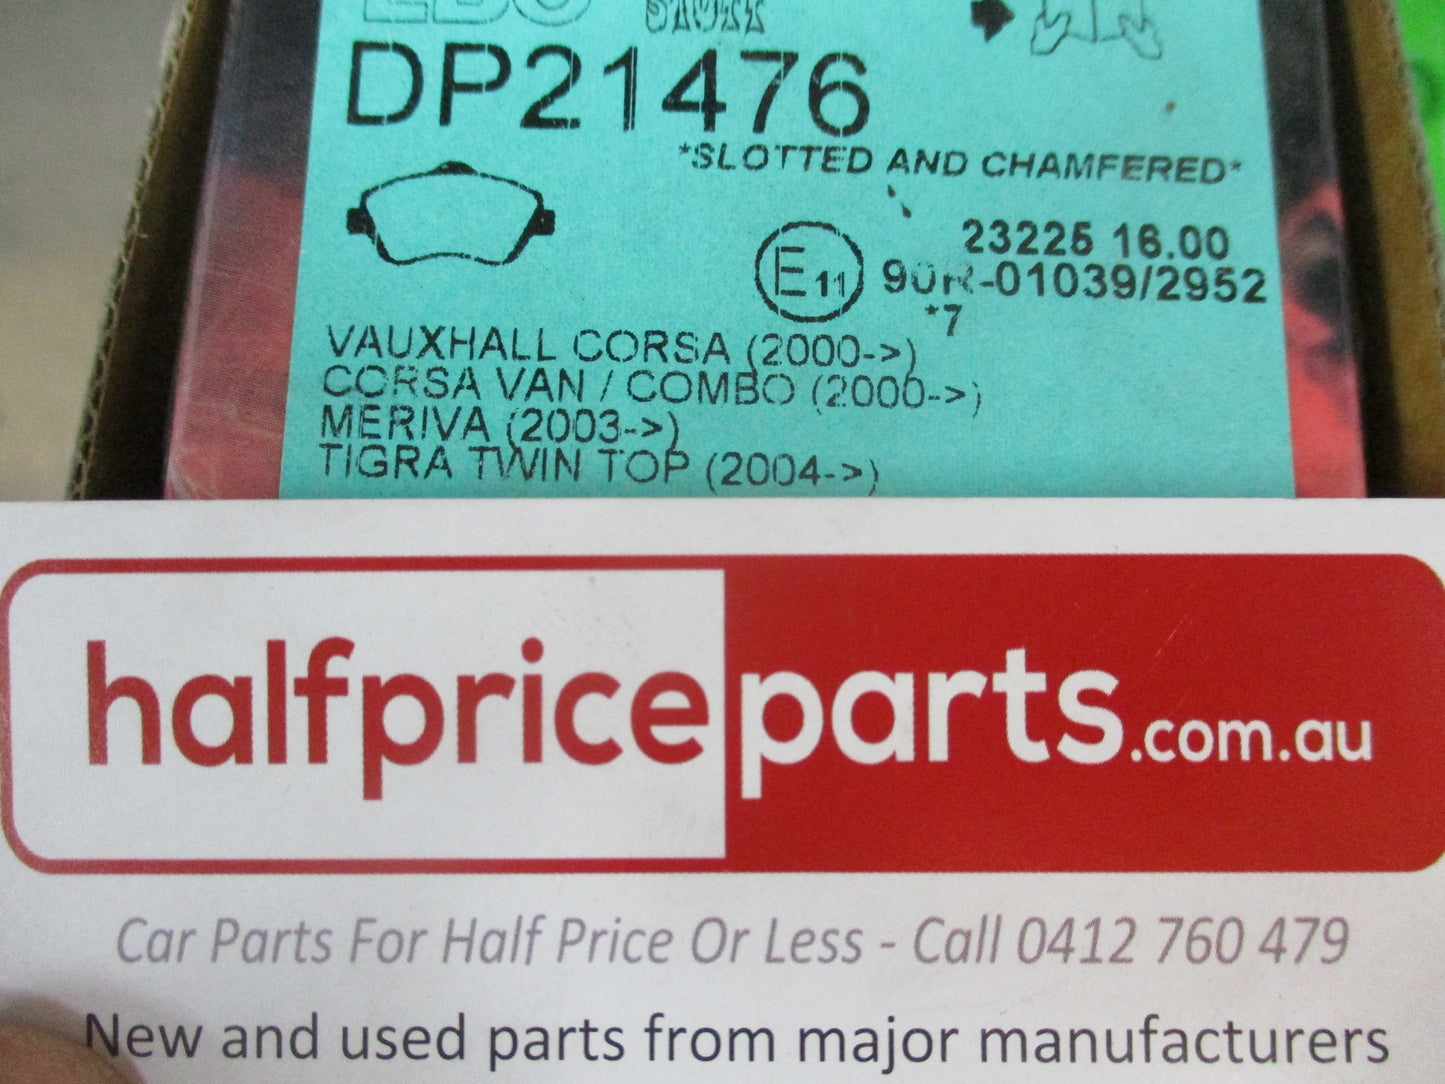 DP21476
*SLOTTED AND CHAMFERED*
E11
23225 16.00
90R-01039/2952
*7
VAUXHALL CORSA (2000->)
CORSA VAN / COMBO (2000->)
MERIVA (2003->)
TIGRA TWIN TOP (2004->)
halfpriceparts.com.au
Car Parts For Half Price Or Less - Call 0412 760 479
New and used parts from major manufacturers